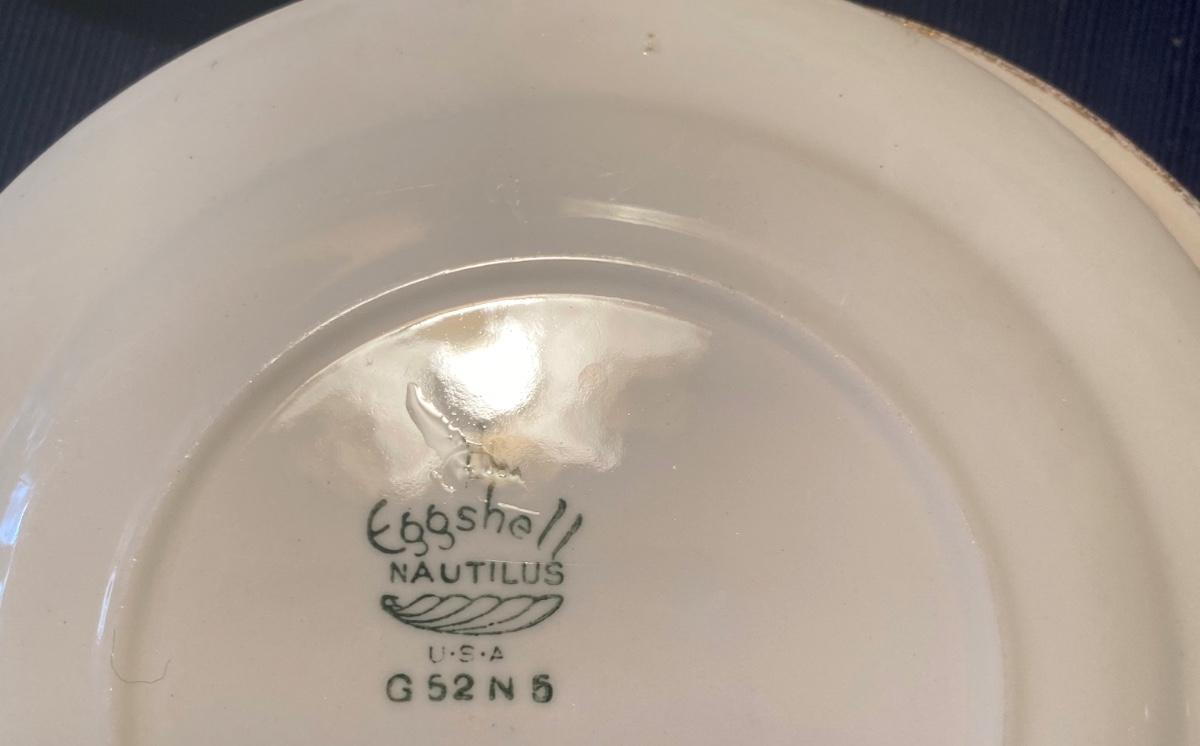 Eggshell
NAUTILUS
U·S·A
G 52 N 5